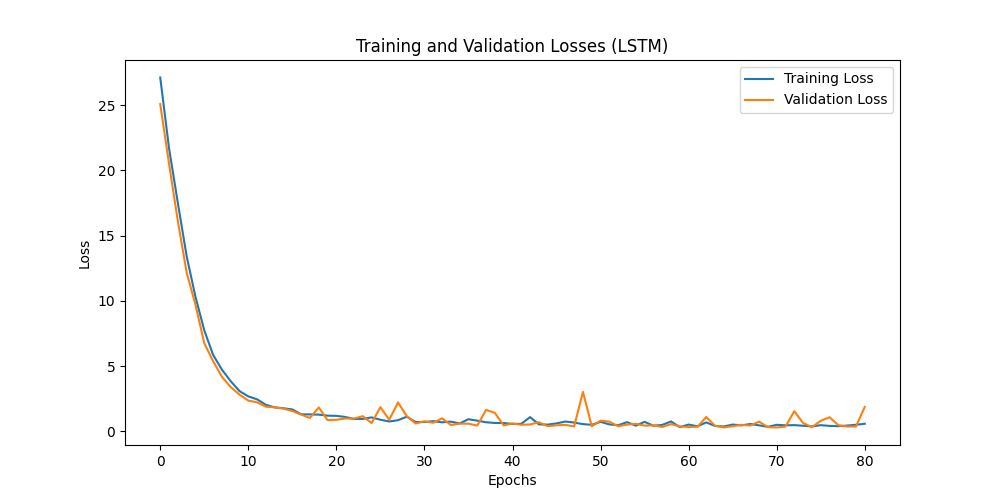 Training and Validation Losses (LSTM)
Training Loss
Validation Loss
Loss
25
20
15
10
5
0
0 10 20 30 40 50 60 70 80
Epochs